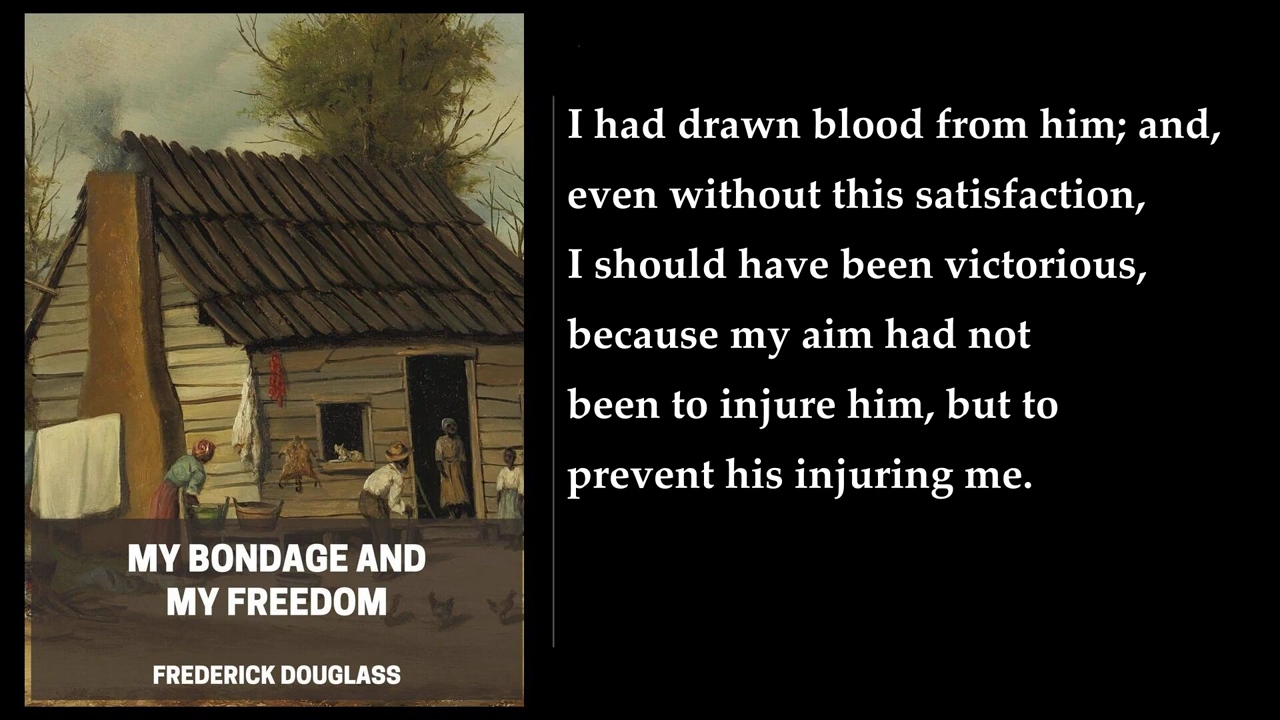 MY BONDAGE AND
MY FREEDOM
FREDERICK DOUGLASS
I had drawn blood from him; and,
even without this satisfaction,
I should have been victorious,
because my aim had not
been to injure him, but to
prevent his injuring me.